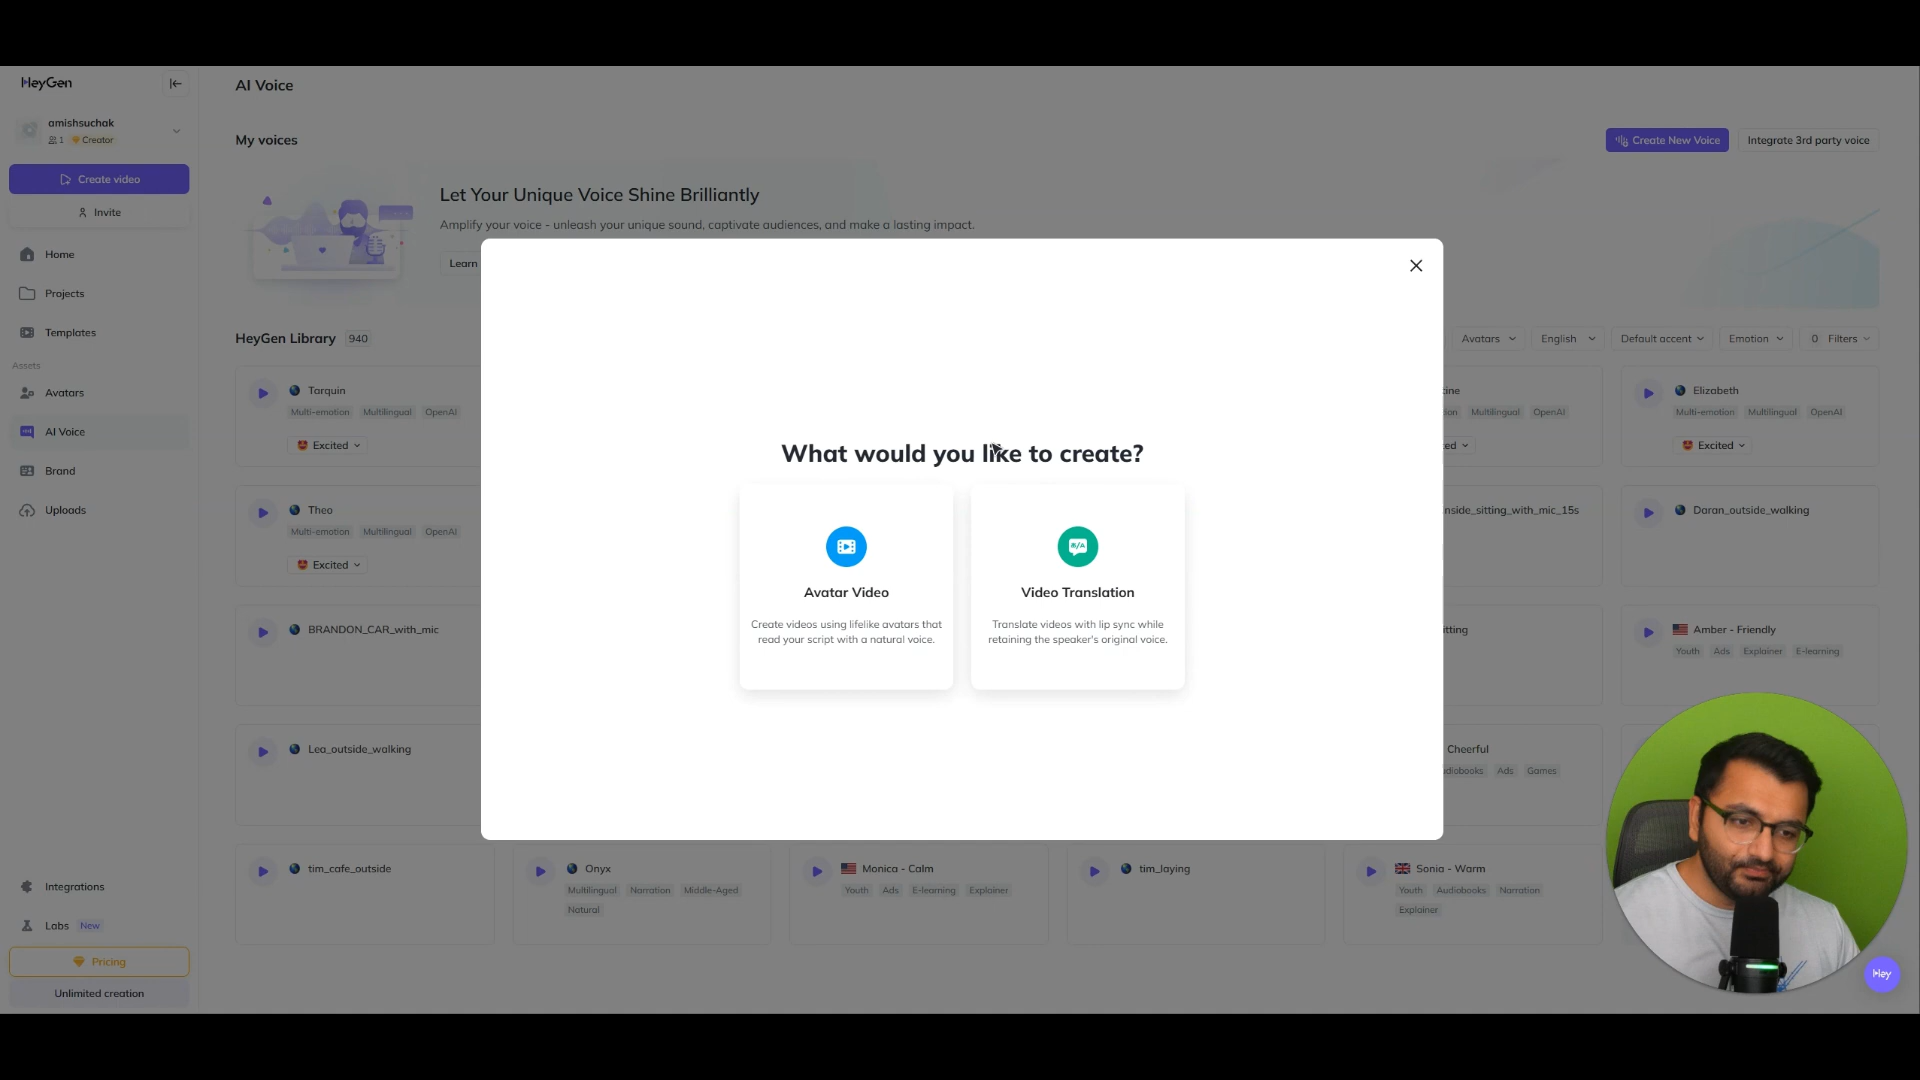 HeyGen
AI Voice
amishsuchak
1 Creator
My voices
Create New Voice
Integrate 3rd party voice
Create video
Invite
Let Your Unique Voice Shine Brilliantly
Amplify your voice - unleash your unique sound, captivate audiences, and make a lasting impact.
Learn
Home
Projects
Templates
Assets
Avatars
AI Voice
Brand
Uploads
HeyGen Library 940
Avatars
English
Default accent
Emotion
0 Filters
Tarquin
Multi-emotion Multilingual OpenAI
Excited
Multilingual OpenAI
Elizabeth
Multi-emotion Multilingual OpenAI
Excited
What would you like to create?
Theo
Multi-emotion Multilingual OpenAI
Excited
nside_sitting_with_mic_15s
Daran_outside_walking
Avatar Video
Create videos using lifelike avatars that
read your script with a natural voice.
Video Translation
Translate videos with lip sync while
retaining the speaker's original voice.
BRANDON_CAR_with_mic
itting
Amber - Friendly
Youth Ads Explainer E-learning
Lea_outside_walking
Cheerful
Ads Games
tim_cafe_outside
Onyx
Multilingual Narration Middle-Aged
Natural
Monica - Calm
Youth Ads E-learning Explainer
tim_laying
Sonia - Warm
Youth Audiobooks Narration
Explainer
Integrations
Labs New
Pricing
Unlimited creation
Hey